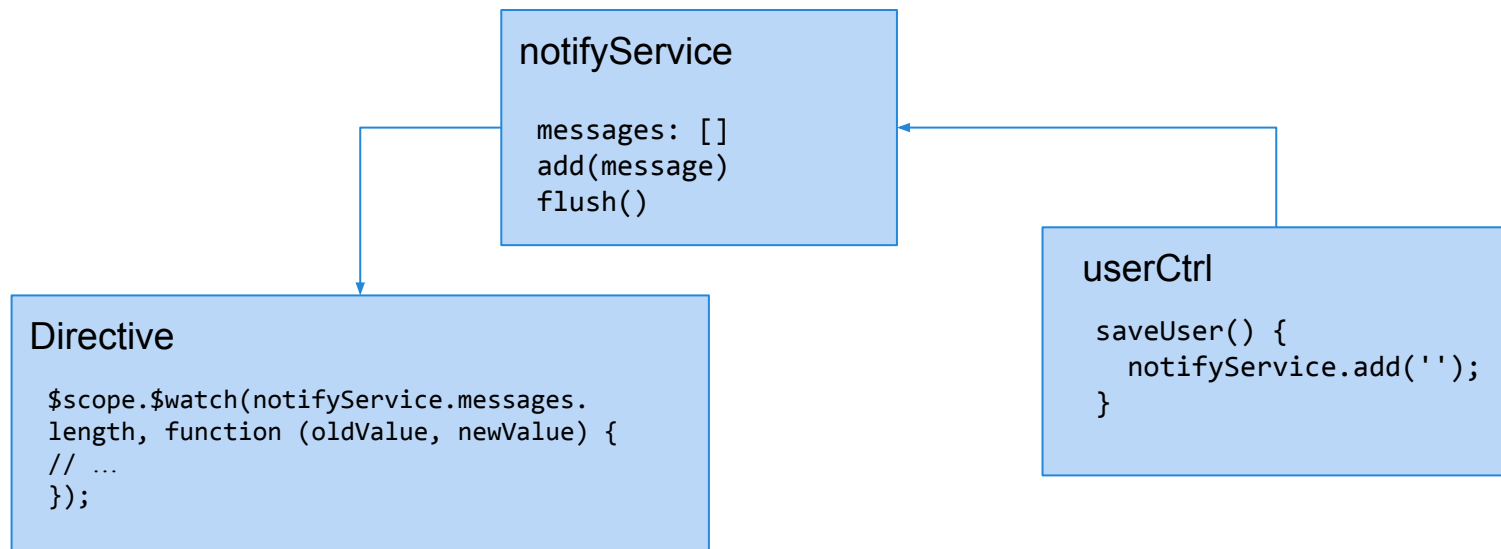 notifyService
messages: []
add(message)
flush()
Directive
$scope.$watch(notifyService.messages.
length, function (oldValue, newValue) {
// …
});
userCtrl
saveUser() {
  notifyService.add('');
}